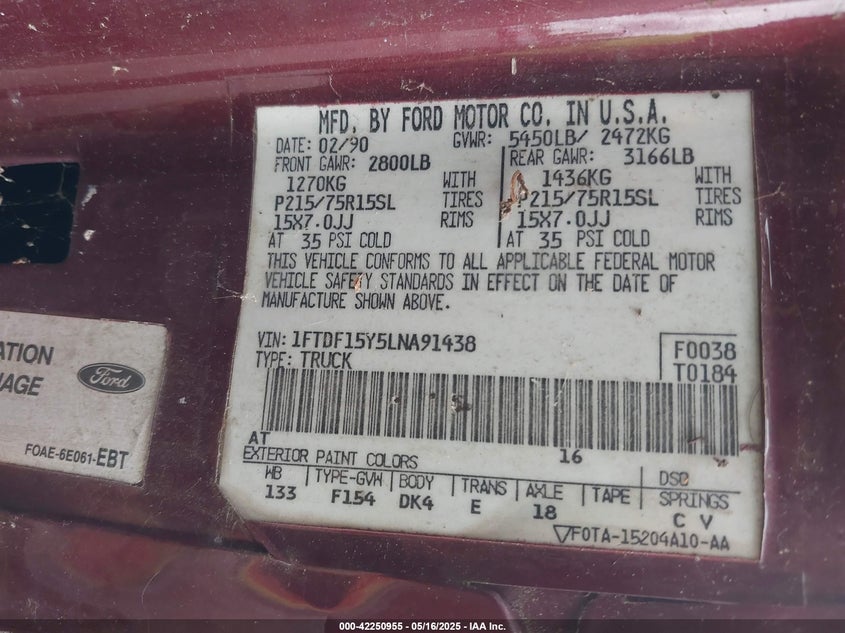 MFD. BY FORD MOTOR CO. IN U.S.A.
DATE: 02/90 GVWR: 5450LB/ 2472KG
FRONT GAWR: 2800LB REAR GAWR: 3166LB
1270KG WITH 1436KG WITH
P215/75R15SL TIRES P215/75R15SL TIRES
15X7.0JJ RIMS 15X7.0JJ RIMS
AT 35 PSI COLD AT 35 PSI COLD
THIS VEHICLE CONFORMS TO ALL APPLICABLE FEDERAL MOTOR
VEHICLE SAFETY STANDARDS IN EFFECT ON THE DATE OF
MANUFACTURE SHOWN ABOVE.
VIN: 1FTDF15Y5LNA91438 F0038
TYPE: TRUCK T0184
AT
EXTERIOR PAINT COLORS 16 DSO
WB TYPE-GVW BODY TRANS AXLE TAPE SPRINGS
133 F154 DK4 E 18 C V
F0TA-15204A10-AA
ATION
NAGE
Ford
FOAE-6E061-EBT
000-42250955 | 05/16/2025 | IAA Inc.